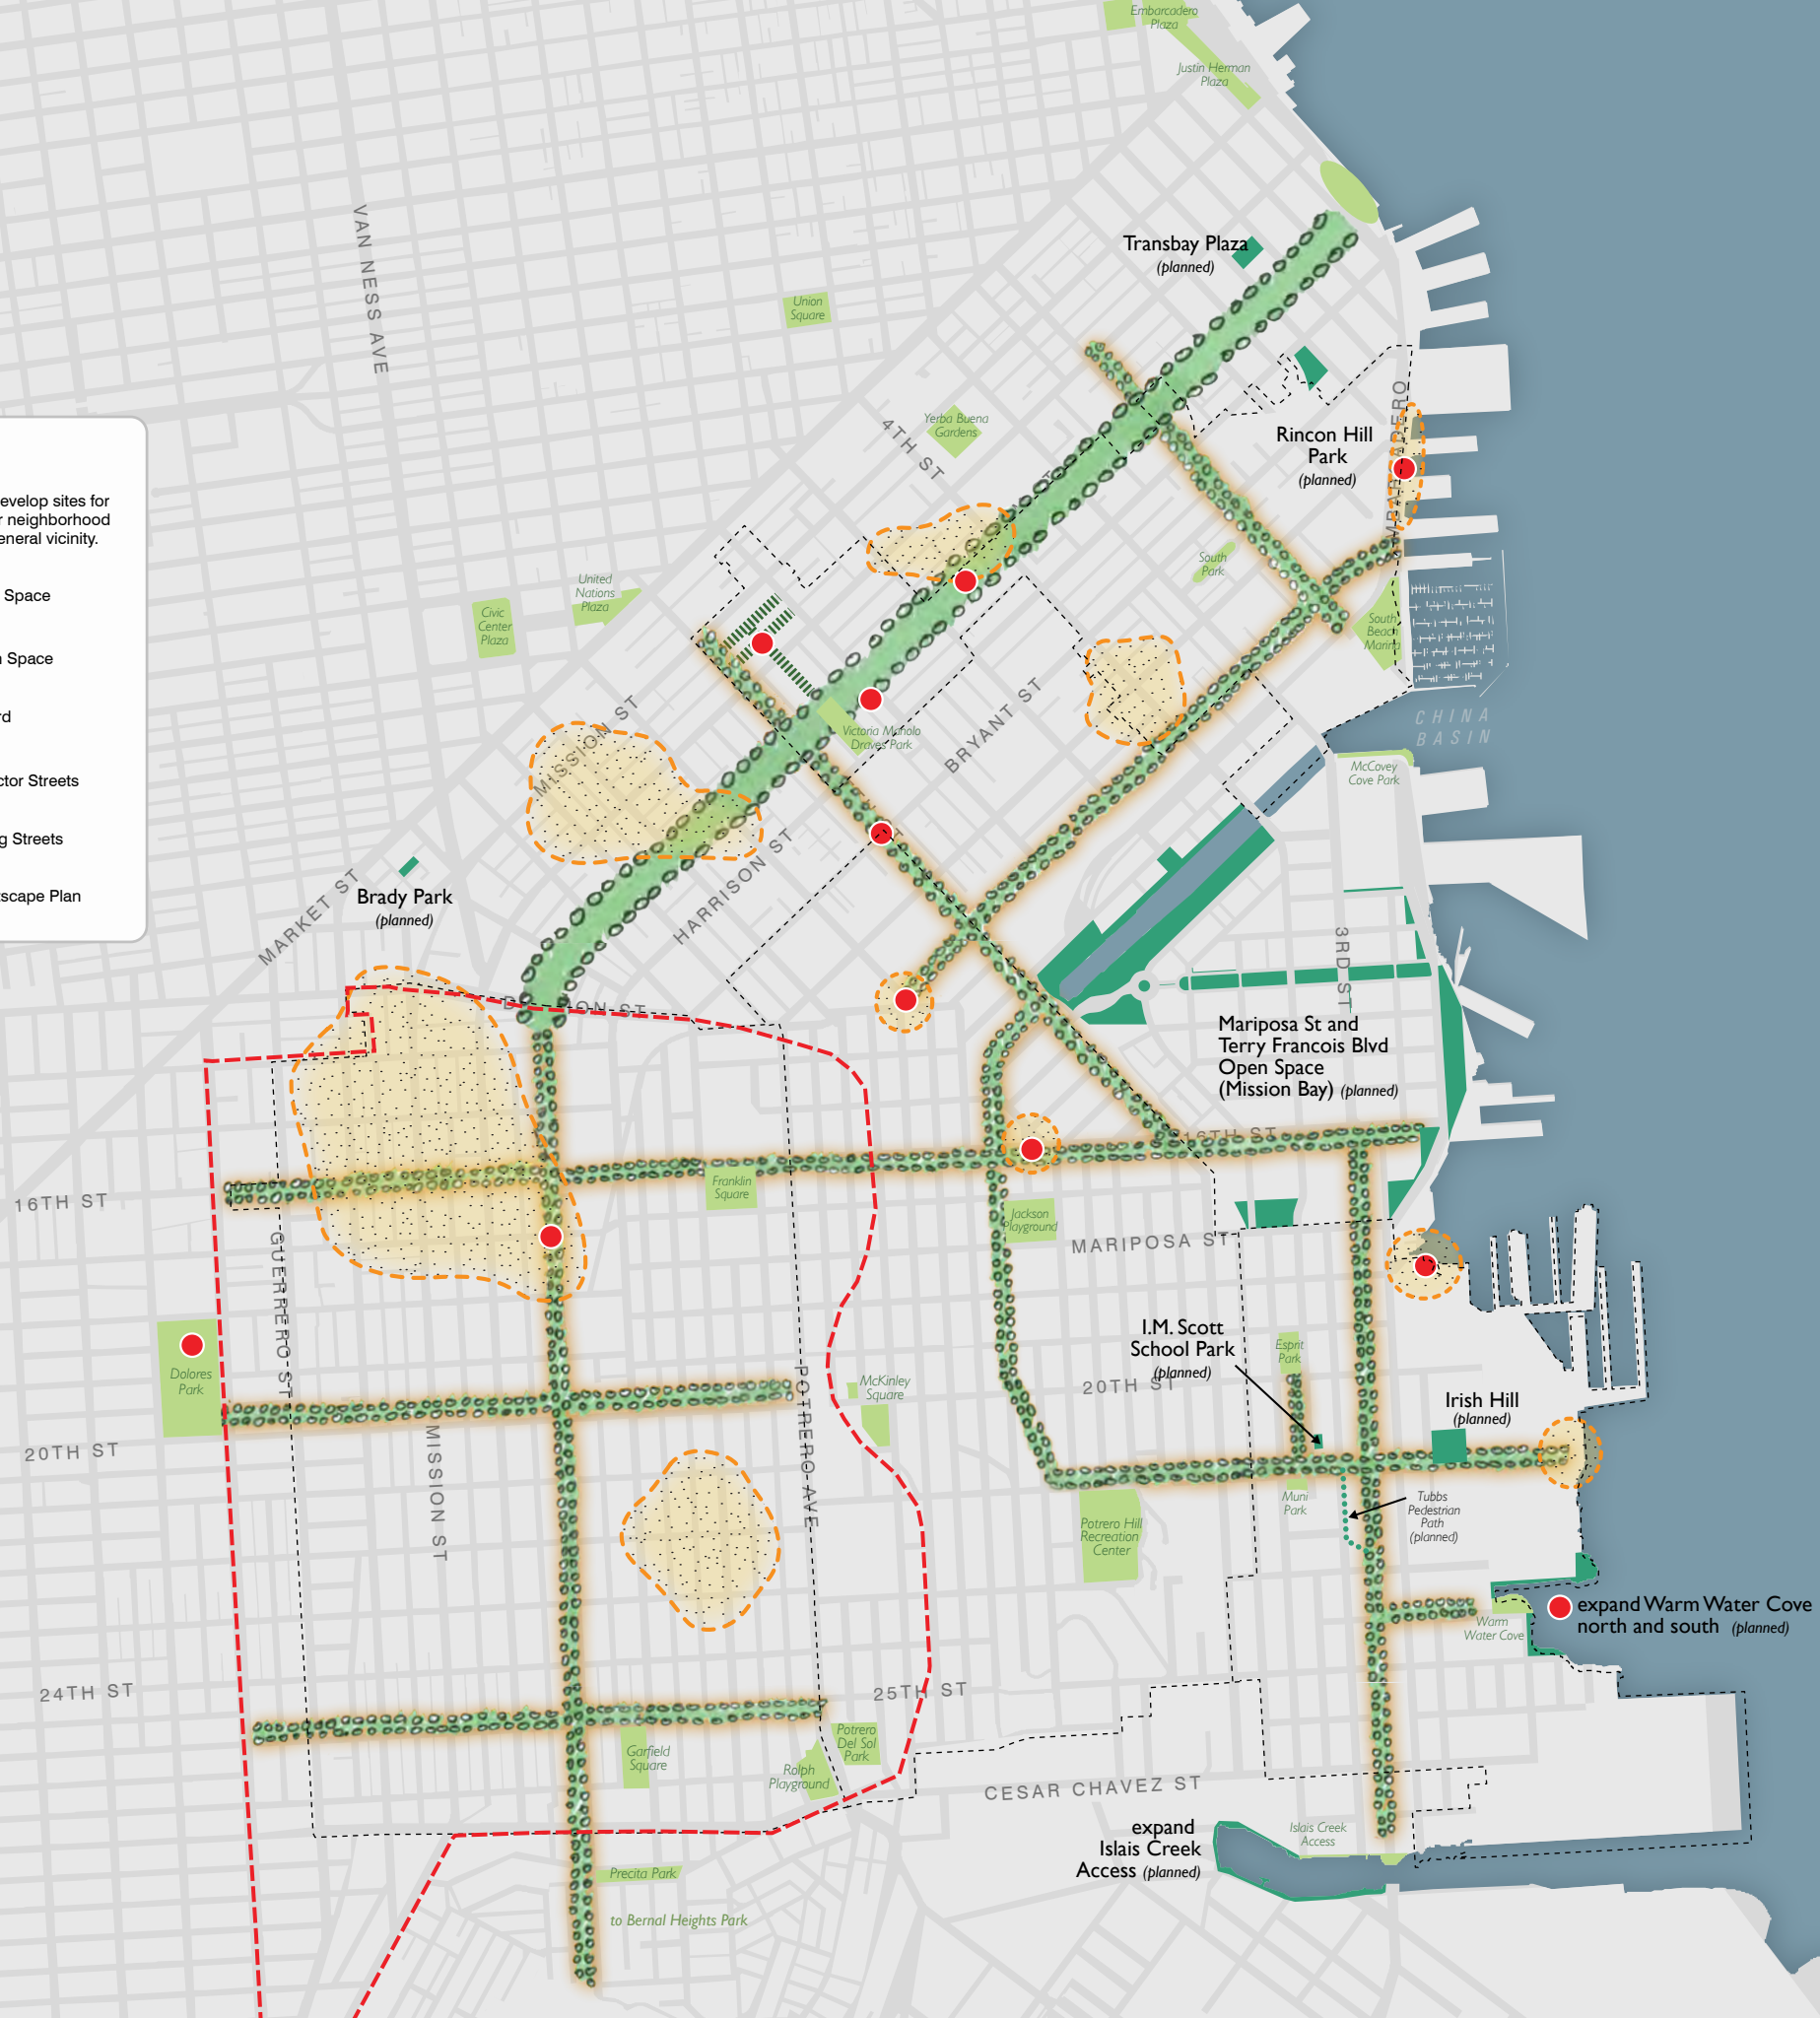 Embarcadero
Plaza
Justin Herman
Plaza
VAN NESS AVE
Transbay Plaza
(planned)
Union
Square
Yerba Buena
Gardens
4TH ST
Rincon Hill
Park
(planned)
evelop sites for
r neighborhood
eneral vicinity.
Space
Space
rd
ctor Streets
g Streets
scape Plan
United
Nations
Plaza
Civic
Center
Plaza
South
Park
South
Beach
Marina
CHINA
BASIN
MISSION ST
BRYANT ST
Victoria Manolo
Draves Park
McCovey
Cove Park
HARRISON ST
MARKET ST
Brady Park
(planned)
3RD ST
Mariposa St and
Terry Francois Blvd
Open Space
(Mission Bay) (planned)
16TH ST
16TH ST
Franklin
Square
Jackson
Playground
MARIPOSA ST
GUERRERO ST
I.M. Scott
School Park
(planned)
Esprit
Park
Dolores
Park
McKinley
Square
20TH ST
Irish Hill
(planned)
20TH ST
MISSION ST
POTRERO AVE
Muni
Park
Tubbs
Pedestrian
Path
(planned)
Potrero Hill
Recreation
Center
expand Warm Water Cove
north and south (planned)
Warm
Water Cove
24TH ST
25TH ST
Garfield
Square
Potrero
Del Sol
Park
Rolph
Playground
CESAR CHAVEZ ST
expand
Islais Creek
Access (planned)
Islais Creek
Access
Precita Park
to Bernal Heights Park